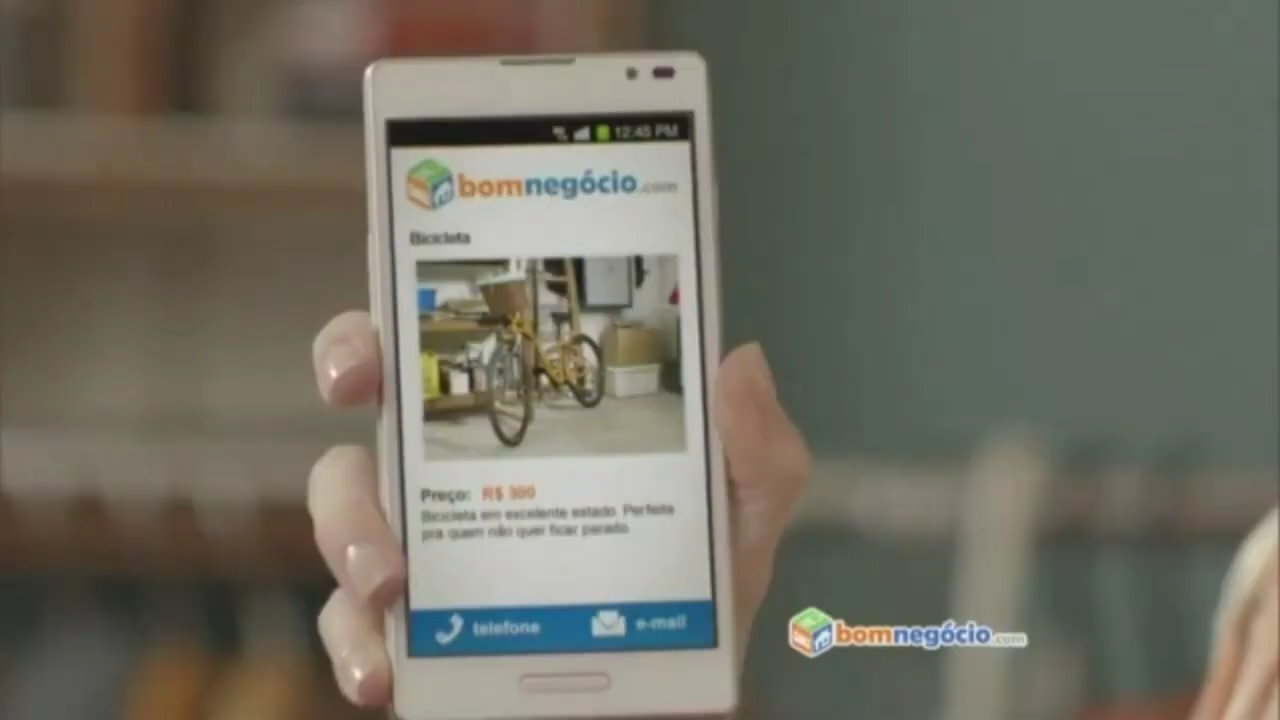 12:45 PM
bomnegócio.com
Bicicleta
Preço: R$ 300
Bicicleta em excelente estado. Perfeita
pra quem não quer ficar parado.
telefone e-mail
bomnegócio.com